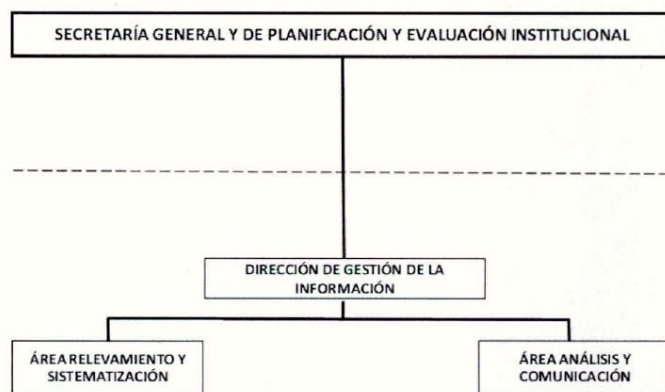 SECRETARÍA GENERAL Y DE PLANIFICACIÓN Y EVALUACIÓN INSTITUCIONAL
DIRECCIÓN DE GESTIÓN DE LA
INFORMACIÓN
ÁREA RELEVAMIENTO Y
SISTEMATIZACIÓN
ÁREA ANÁLISIS Y
COMUNICACIÓN